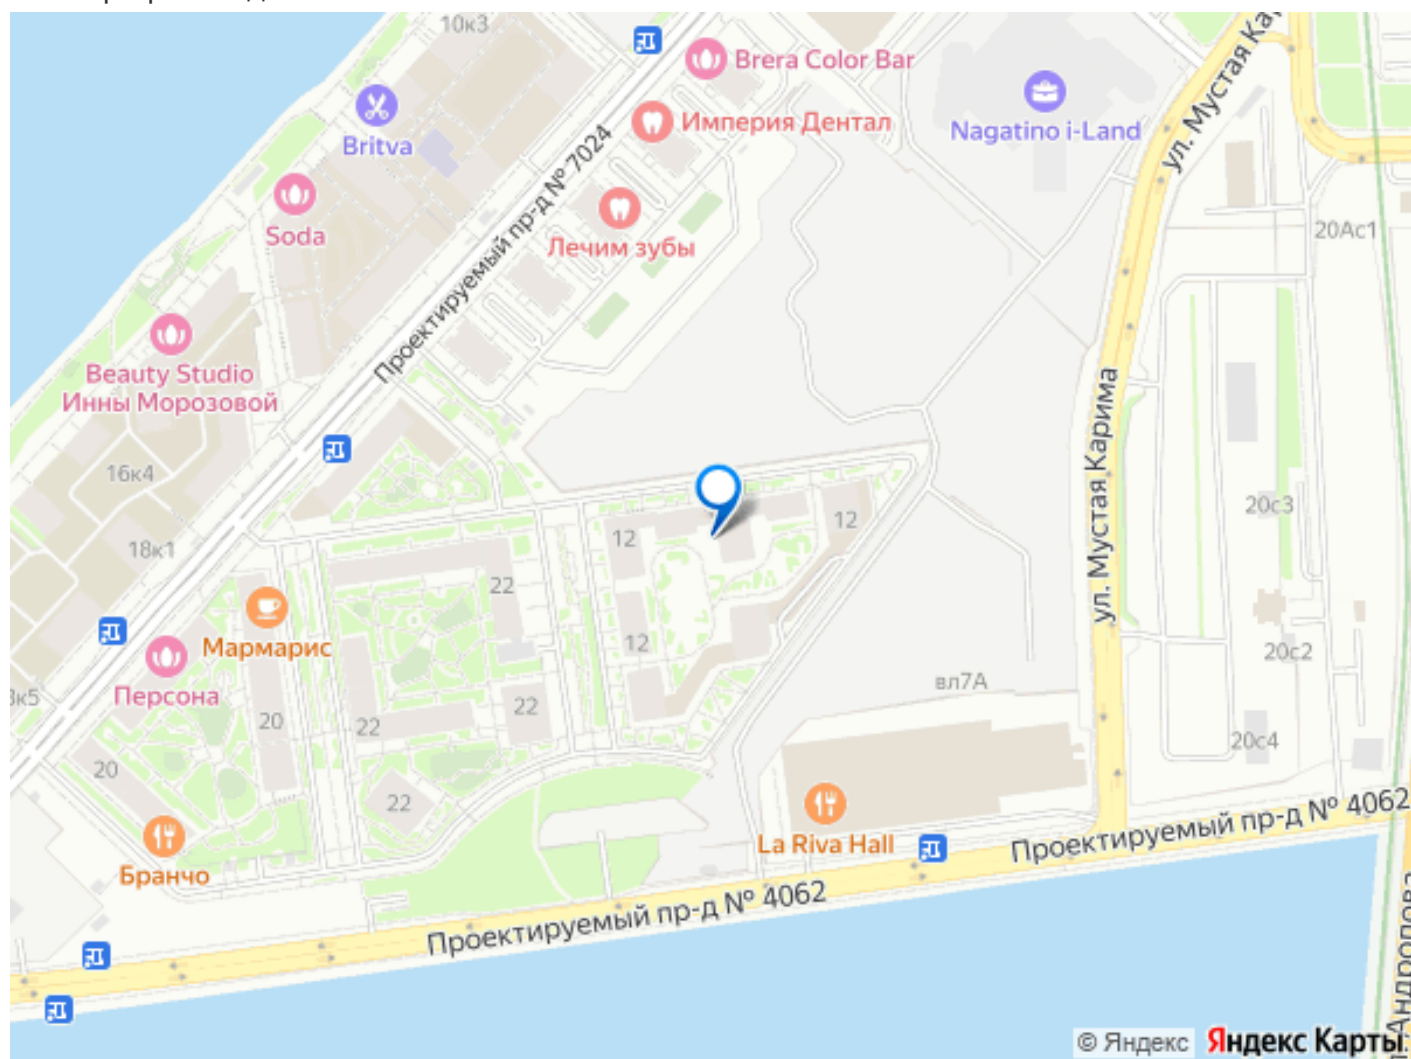 10к3
Brera Color Bar
Britva
Империя Дентал
Nagatino i-Land
ул. Мустая Ка
Проектируемый пр-д № 7024
Soda
Лечим зубы
20Ас1
Beauty Studio
Инны Морозовой
ул. Мустая Карима
16к4
18к1
12
12
20с3
22
Мармарис
12
20с2
Персона
к5
20
22
22
вл7А
20с4
20
22
La Riva Hall
Проектируемый пр-д № 4062
Бранчо
Проектируемый пр-д № 4062
Андропова
© Яндекс
Яндекс Карты